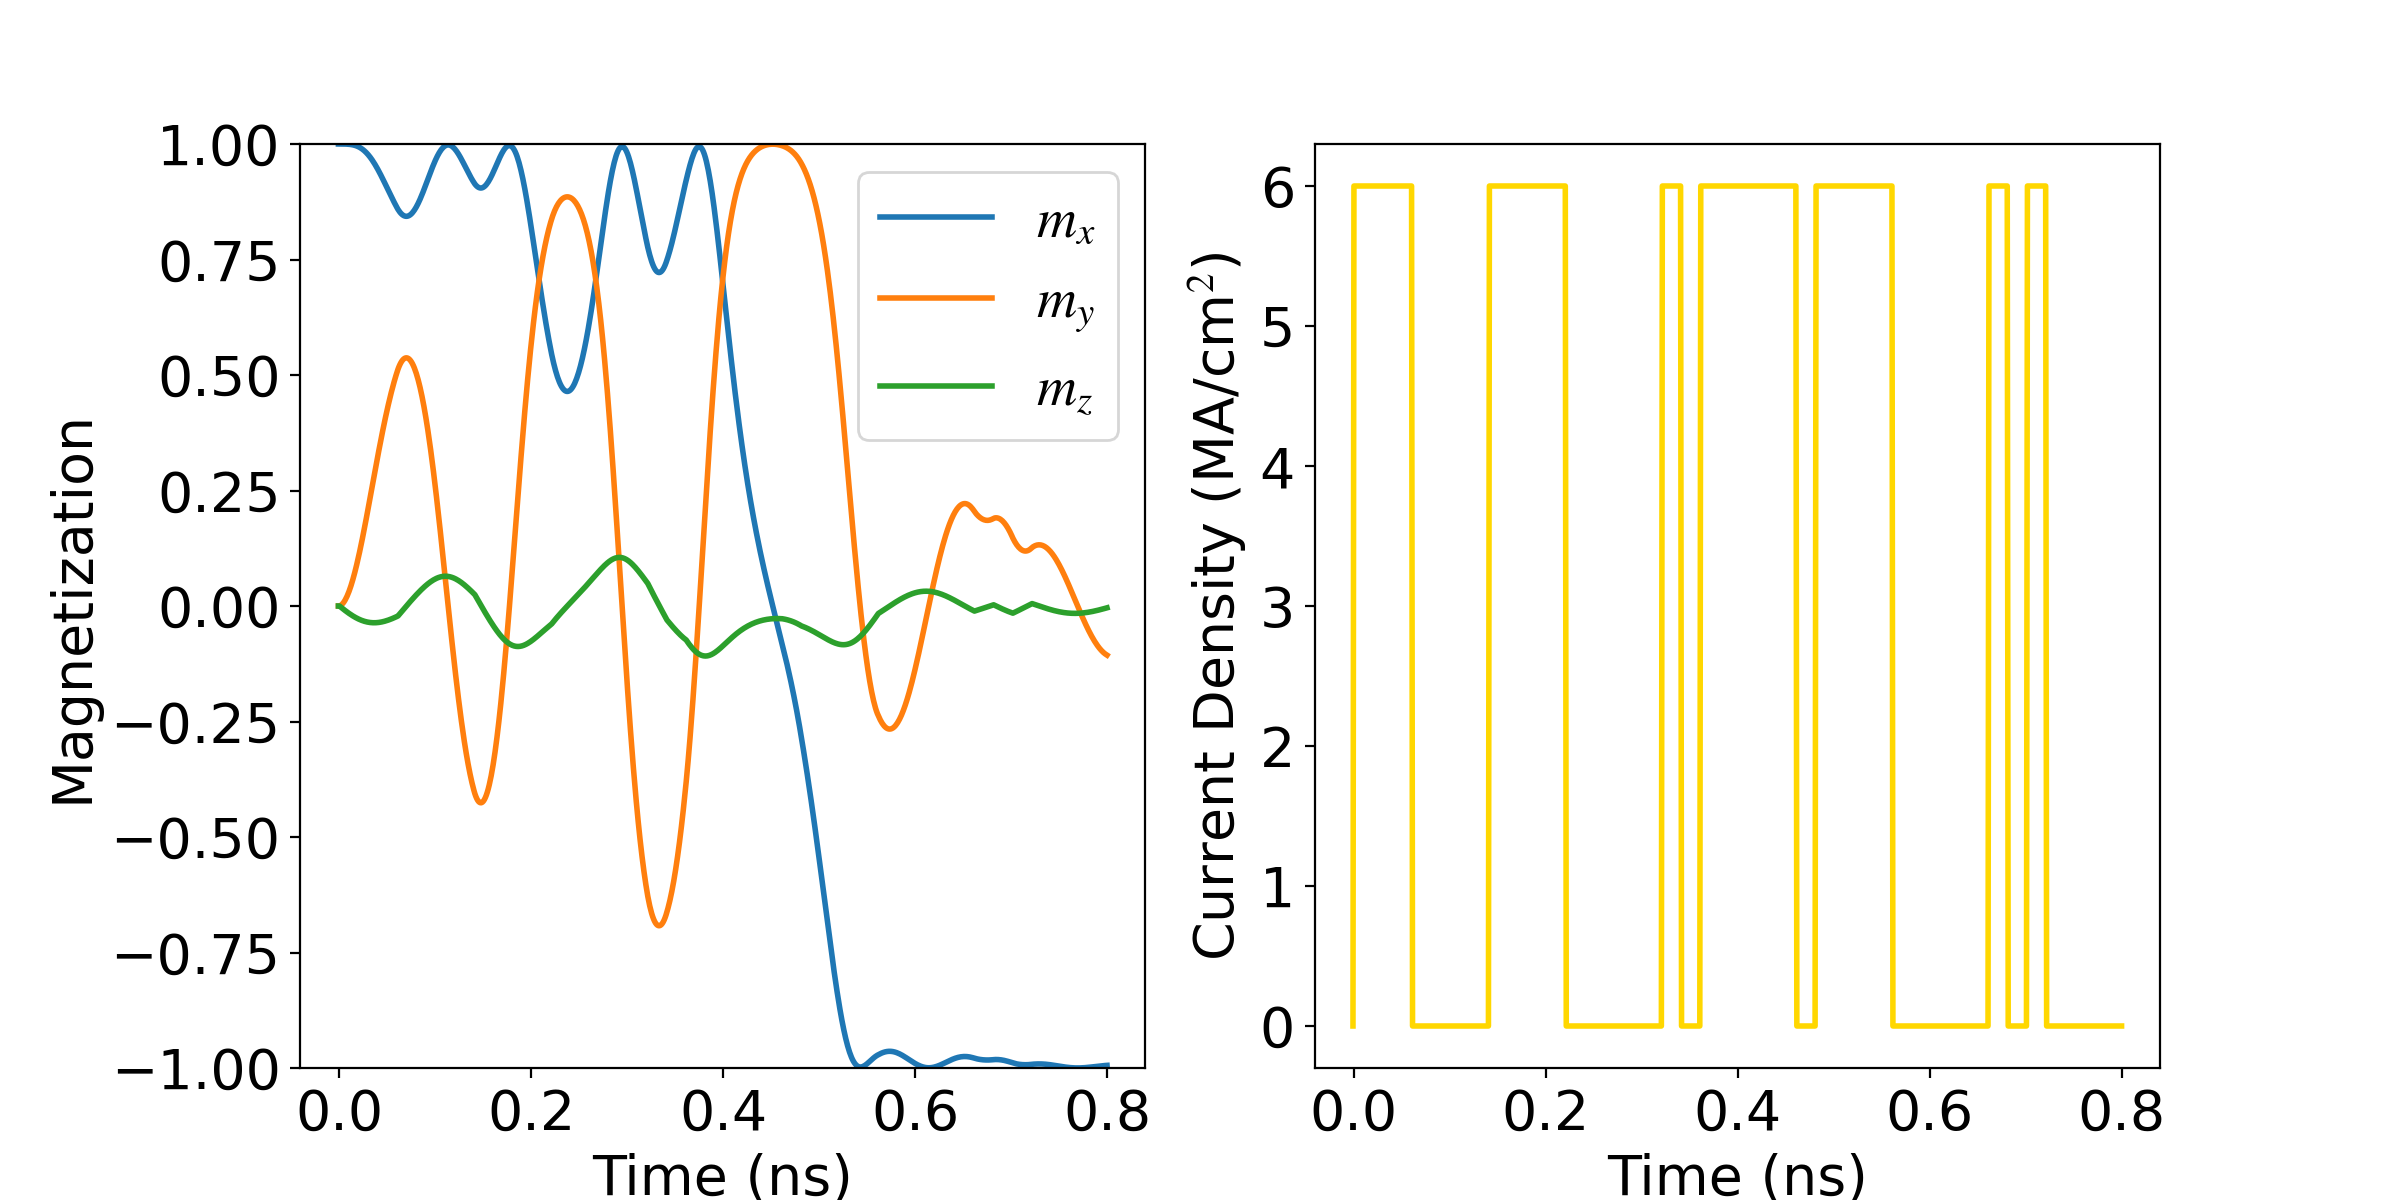 Magnetization
1.00
0.75
0.50
0.25
0.00
−0.25
−0.50
−0.75
−1.00
0.0 0.2 0.4 0.6 0.8
Time (ns)
m_x
m_y
m_z
Current Density (MA/cm²)
6
5
4
3
2
1
0
0.0 0.2 0.4 0.6 0.8
Time (ns)